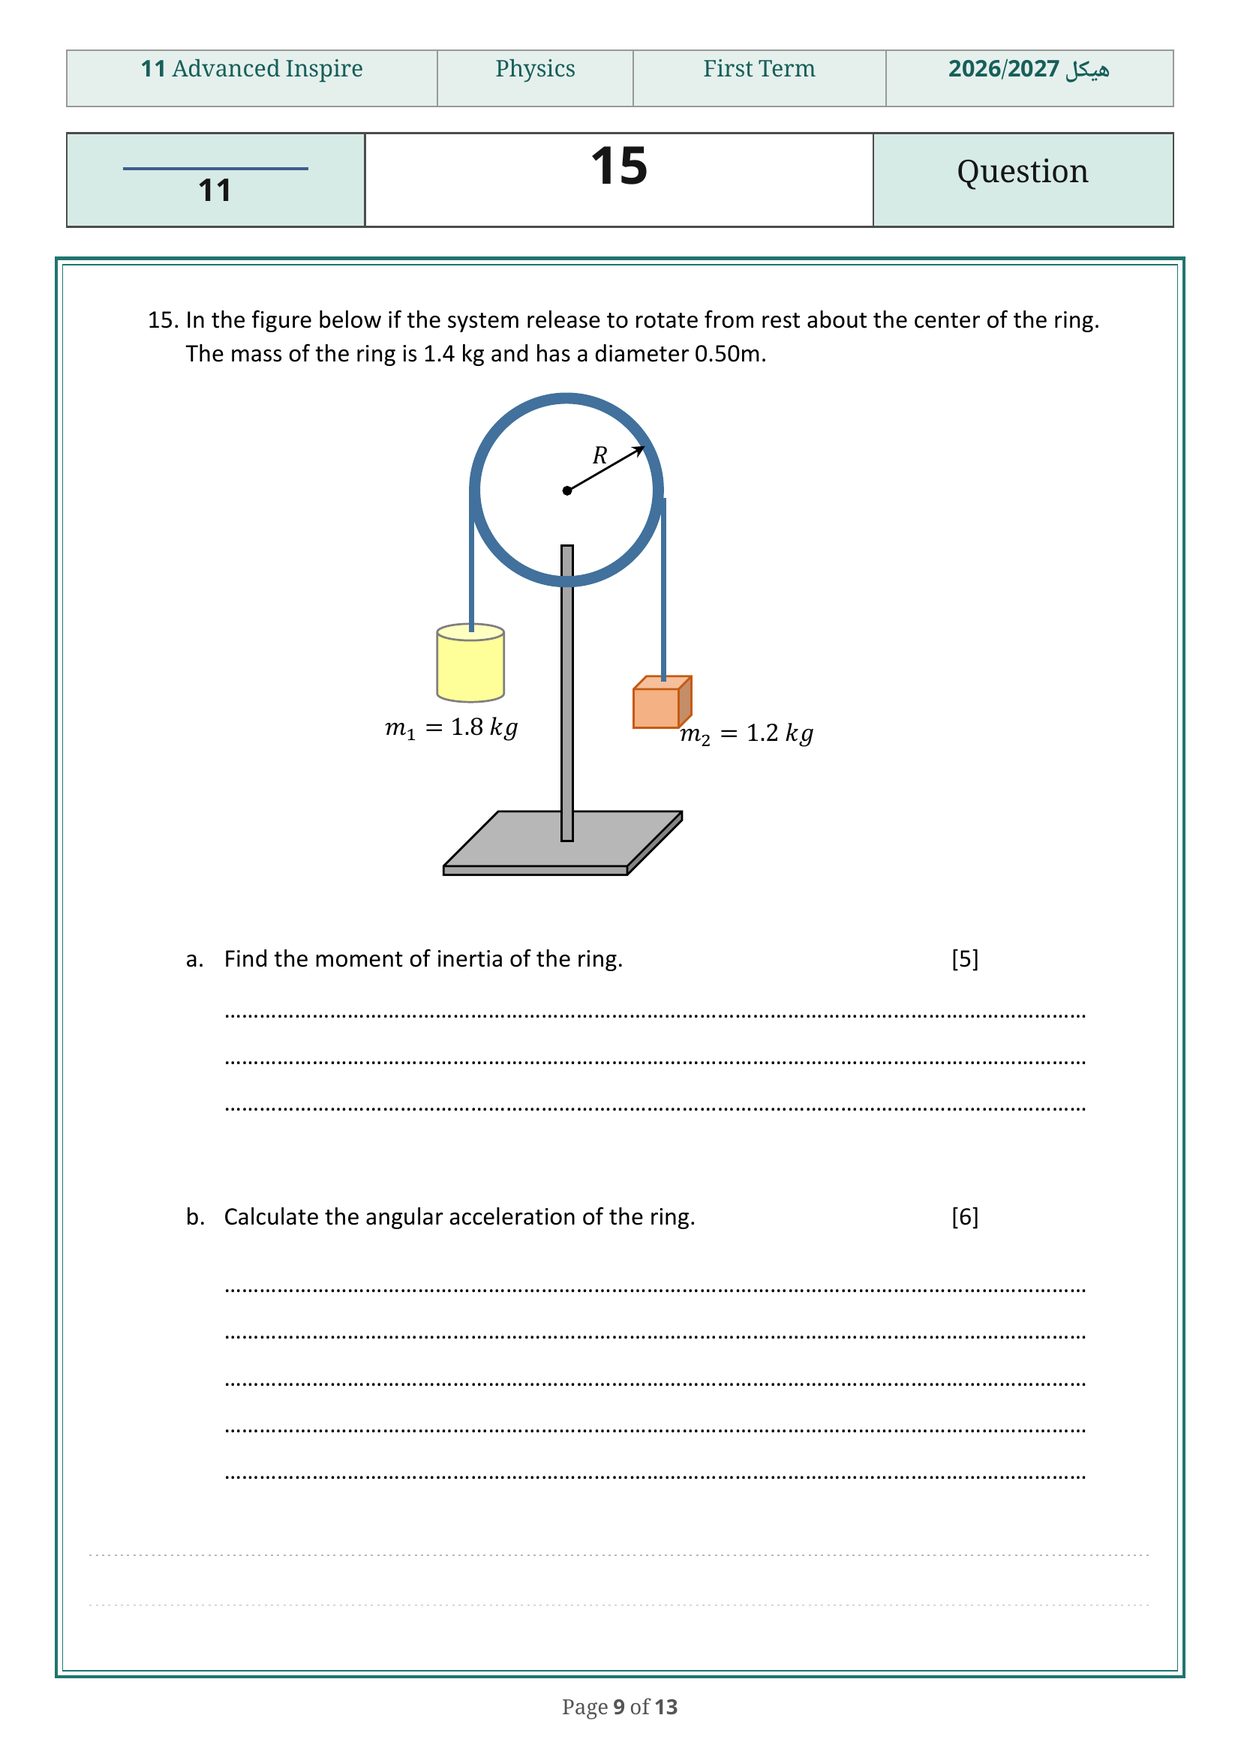 11 Advanced Inspire
Physics
First Term
هيكل 2026/2027
11
15
Question
15. In the figure below if the system release to rotate from rest about the center of the ring.
The mass of the ring is 1.4 kg and has a diameter 0.50m.
R
m₁ = 1.8 kg
m₂ = 1.2 kg
a. Find the moment of inertia of the ring. [5]
b. Calculate the angular acceleration of the ring. [6]
Page 9 of 13